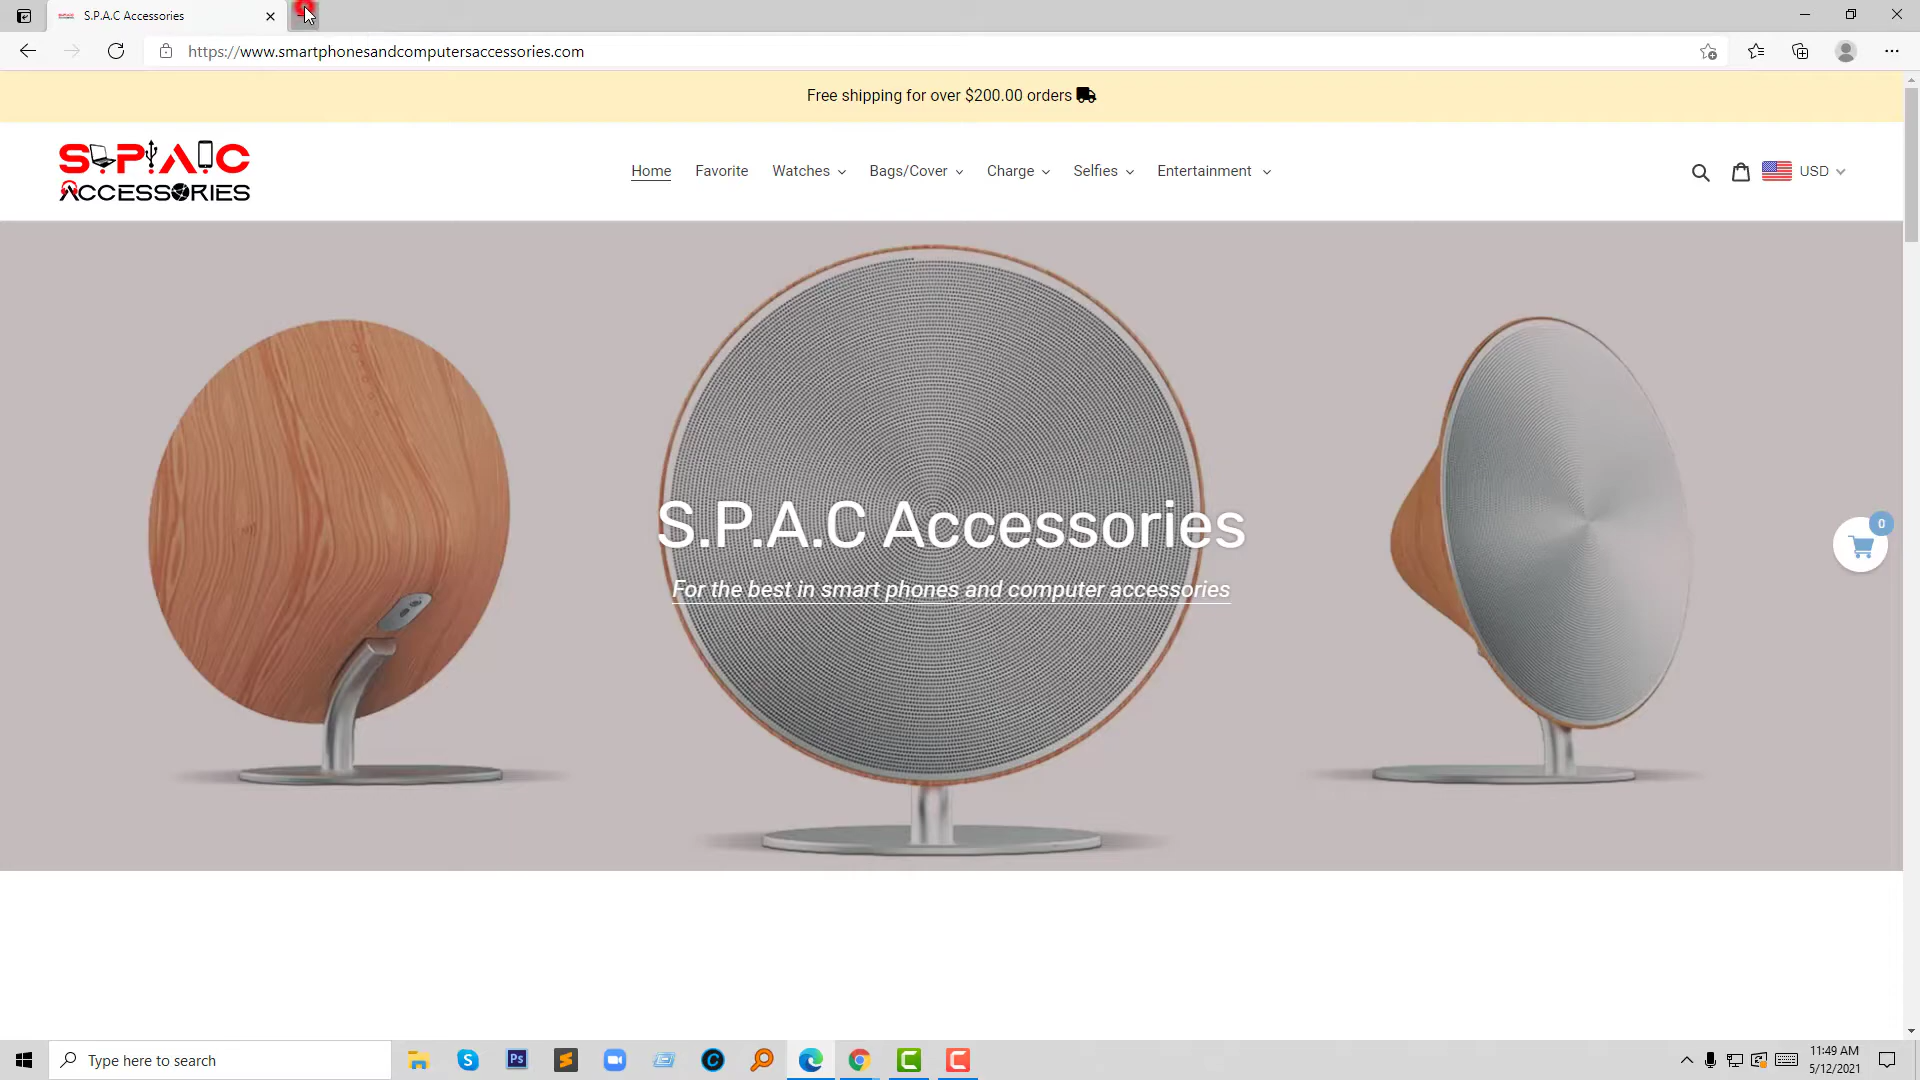 S.P.A.C Accessories
https://www.smartphonesandcomputersaccessories.com
Free shipping for over $200.00 orders
S.P.A.C
ACCESSORIES
Home Favorite Watches Bags/Cover Charge Selfies Entertainment
USD
S.P.A.C Accessories
For the best in smart phones and computer accessories
0
Type here to search
Ps
11:49 AM
5/12/2021